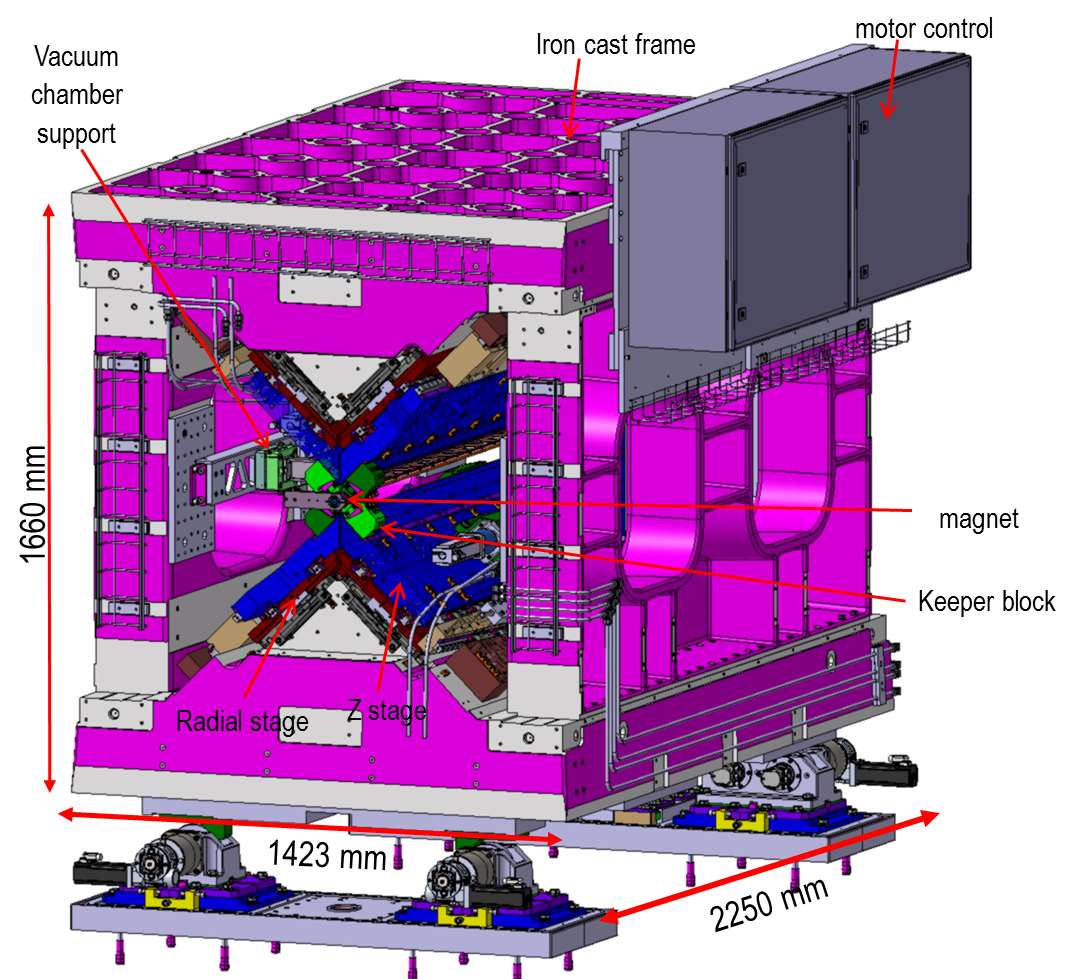 motor control
Iron cast frame
Vacuum
chamber
support
1660 mm
magnet
Keeper block
Radial stage
Z stage
1423 mm
2250 mm